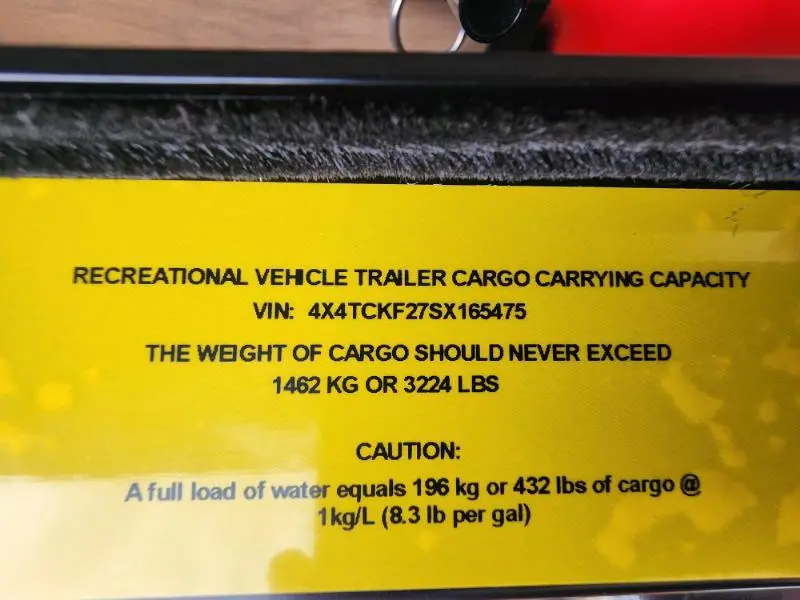 RECREATIONAL VEHICLE TRAILER CARGO CARRYING CAPACITY
VIN: 4X4TCKF27SX165475
THE WEIGHT OF CARGO SHOULD NEVER EXCEED
1462 KG OR 3224 LBS
CAUTION:
A full load of water equals 196 kg or 432 lbs of cargo @
1kg/L (8.3 lb per gal)